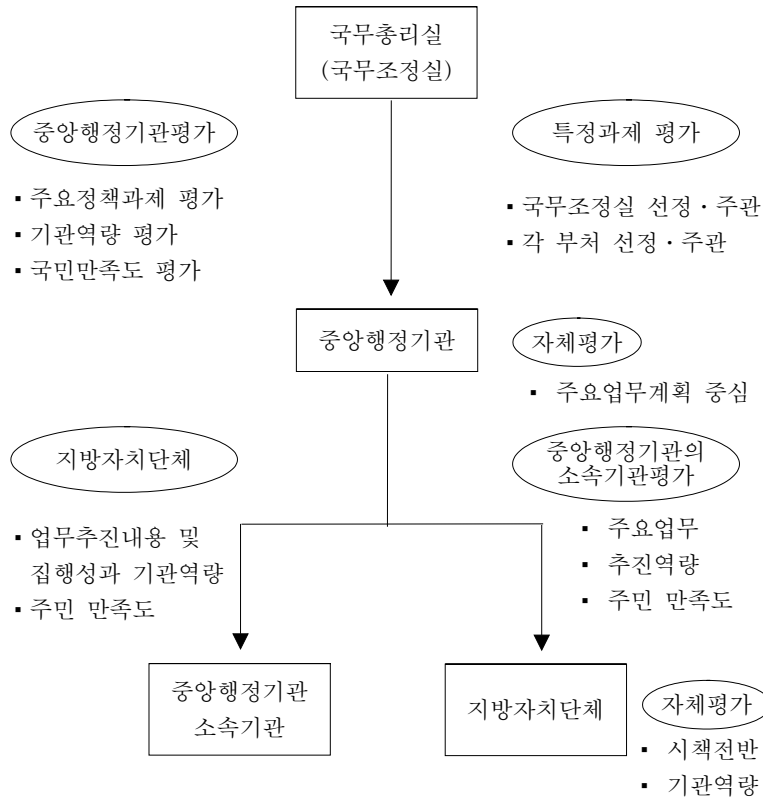 국무총리실
(국무조정실)
중앙행정기관평가
▪ 주요정책과제 평가
▪ 기관역량 평가
▪ 국민만족도 평가
특정과제 평가
▪ 국무조정실 선정·주관
▪ 각 부처 선정·주관
중앙행정기관
자체평가
▪ 주요업무계획 중심
지방자치단체
▪ 업무추진내용 및
집행성과 기관역량
▪ 주민 만족도
중앙행정기관의
소속기관평가
▪ 주요업무
▪ 추진역량
▪ 주민 만족도
중앙행정기관
소속기관
지방자치단체
자체평가
▪ 시책전반
▪ 기관역량